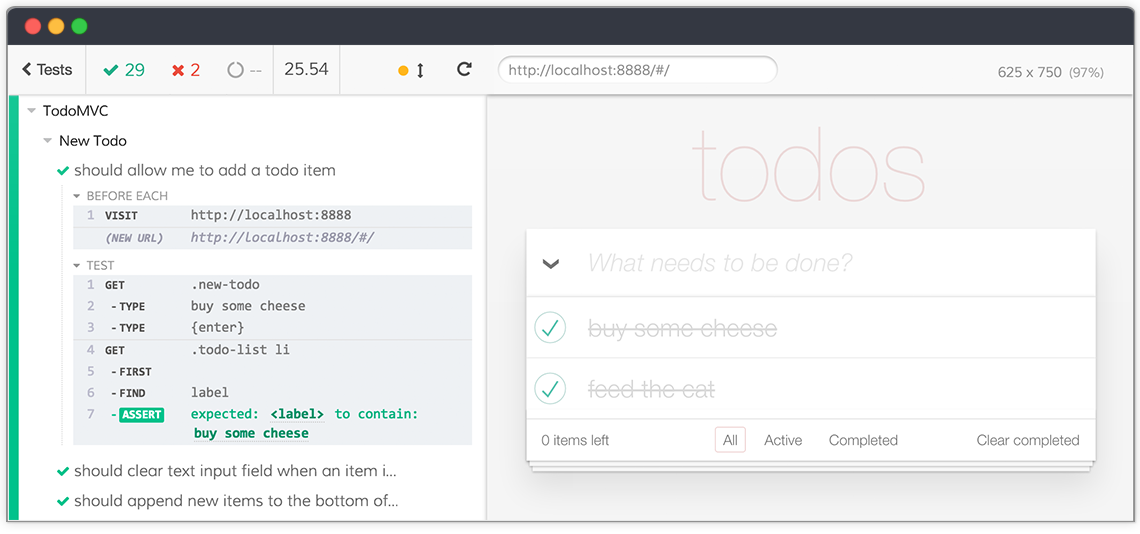 Tests 29 2 -- 25.54 http://localhost:8888/#/ 625 x 750 (97%)
TodoMVC
New Todo
should allow me to add a todo item
BEFORE EACH
1 VISIT http://localhost:8888
(NEW URL) http://localhost:8888/#/
TEST
1 GET .new-todo
2 - TYPE buy some cheese
3 - TYPE {enter}
4 GET .todo-list li
5 - FIRST
6 - FIND label
7 - ASSERT expected: <label> to contain:
buy some cheese
should clear text input field when an item i...
should append new items to the bottom of...
todos
What needs to be done?
buy some cheese
feed the cat
0 items left All Active Completed Clear completed